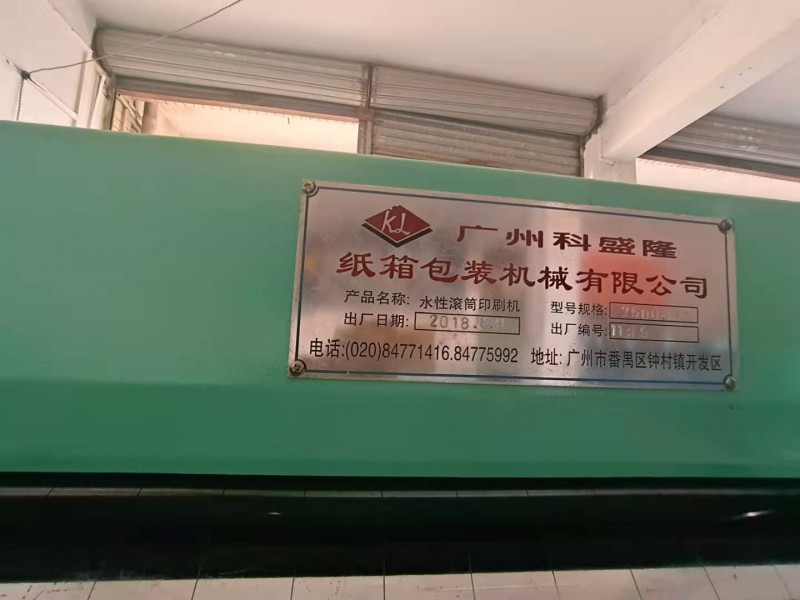 KL
广州科盛隆
纸箱包装机械有限公司
产品名称: 水性滚筒印刷机 型号规格:
出厂日期: 2018. 出厂编号:
电话:(020)84771416.84775992 地址: 广州市番禺区钟村镇开发区